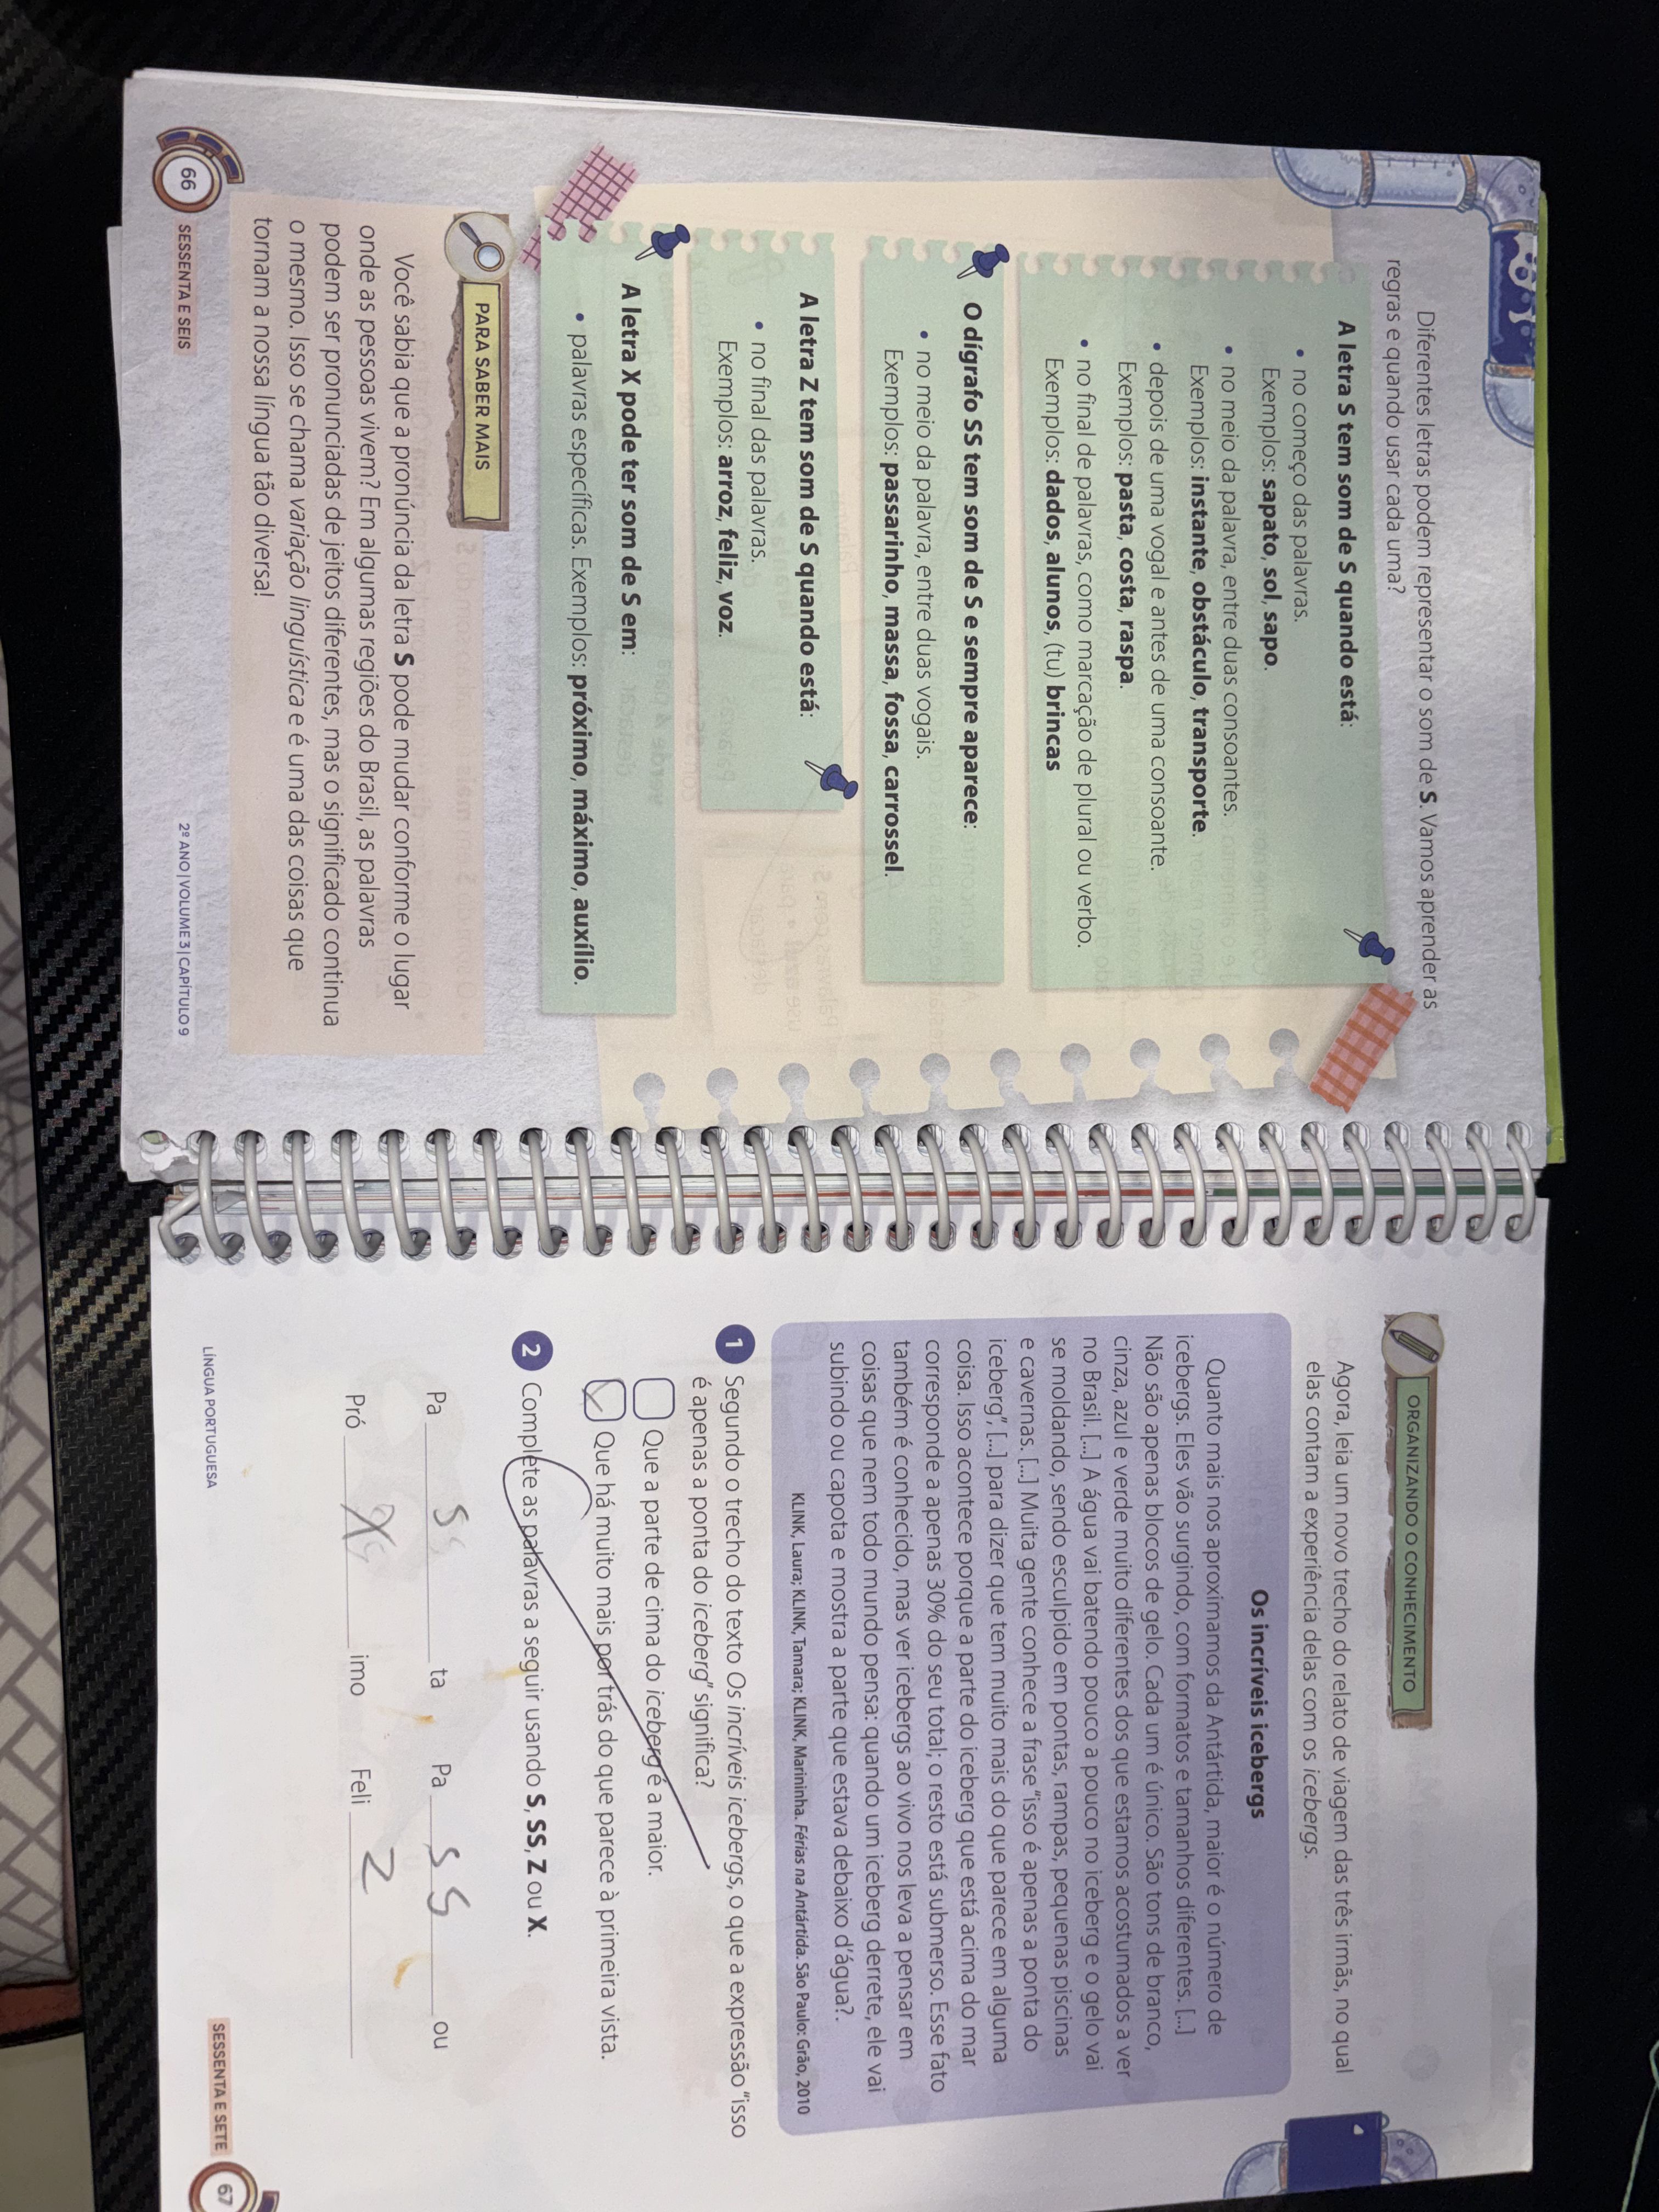 Diferentes letras podem representar o som de S. Vamos aprender as
regras e quando usar cada uma?
A letra S tem som de S quando está:
• no começo das palavras.
Exemplos: sapato, sol, sapo.
• no meio da palavra, entre duas consoantes.
Exemplos: instante, obstáculo, transporte.
• depois de uma vogal e antes de uma consoante.
Exemplos: pasta, costa, raspa.
• no final de palavras, como marcação de plural ou verbo.
Exemplos: dados, alunos, (tu) brincas
O dígrafo SS tem som de S e sempre aparece:
• no meio da palavra, entre duas vogais.
Exemplos: passarinho, massa, fossa, carrossel.
A letra Z tem som de S quando está:
• no final das palavras.
Exemplos: arroz, feliz, voz.
A letra X pode ter som de S em:
• palavras específicas. Exemplos: próximo, máximo, auxílio.
PARA SABER MAIS
Você sabia que a pronúncia da letra S pode mudar conforme o lugar
onde as pessoas vivem? Em algumas regiões do Brasil, as palavras
podem ser pronunciadas de jeitos diferentes, mas o significado continua
o mesmo. Isso se chama variação linguística e é uma das coisas que
tornam a nossa língua tão diversa!
66
SESSENTA E SEIS
2º ANO | VOLUME 3 | CAPÍTULO 9
ORGANIZANDO O CONHECIMENTO
Agora, leia um novo trecho do relato de viagem das três irmãs, no qual
elas contam a experiência delas com os icebergs.
Os incríveis icebergs
Quanto mais nos aproximamos da Antártida, maior é o número de
icebergs. Eles vão surgindo, com formatos e tamanhos diferentes. [...]
Não são apenas blocos de gelo. Cada um é único. São tons de branco,
cinza, azul e verde muito diferentes dos que estamos acostumados a ver
no Brasil. [...] A água vai batendo pouco a pouco no iceberg e o gelo vai
se moldando, sendo esculpido em pontas, rampas, pequenas piscinas
e cavernas. [...] Muita gente conhece a frase "isso é apenas a ponta do
iceberg", [...] para dizer que tem muito mais do que parece em alguma
coisa. Isso acontece porque a parte do iceberg que está acima do mar
corresponde a apenas 30% do seu total; o resto está submerso. Esse fato
também é conhecido, mas ver icebergs ao vivo nos leva a pensar em
coisas que nem todo mundo pensa: quando um iceberg derrete, ele vai
subindo ou capota e mostra a parte que estava debaixo d'água?.
KLINK, Laura; KLINK, Tamara; KLINK, Marininha. Férias na Antártida. São Paulo: Grão, 2010
1 Segundo o trecho do texto Os incríveis icebergs, o que a expressão "isso
é apenas a ponta do iceberg" significa?
Que a parte de cima do iceberg é a maior.
Que há muito mais por trás do que parece à primeira vista.
2 Complete as palavras a seguir usando S, SS, Z ou X.
Pa S ta Pa SS ou
Pró X imo Feli Z
LÍNGUA PORTUGUESA
SESSENTA E SETE
67